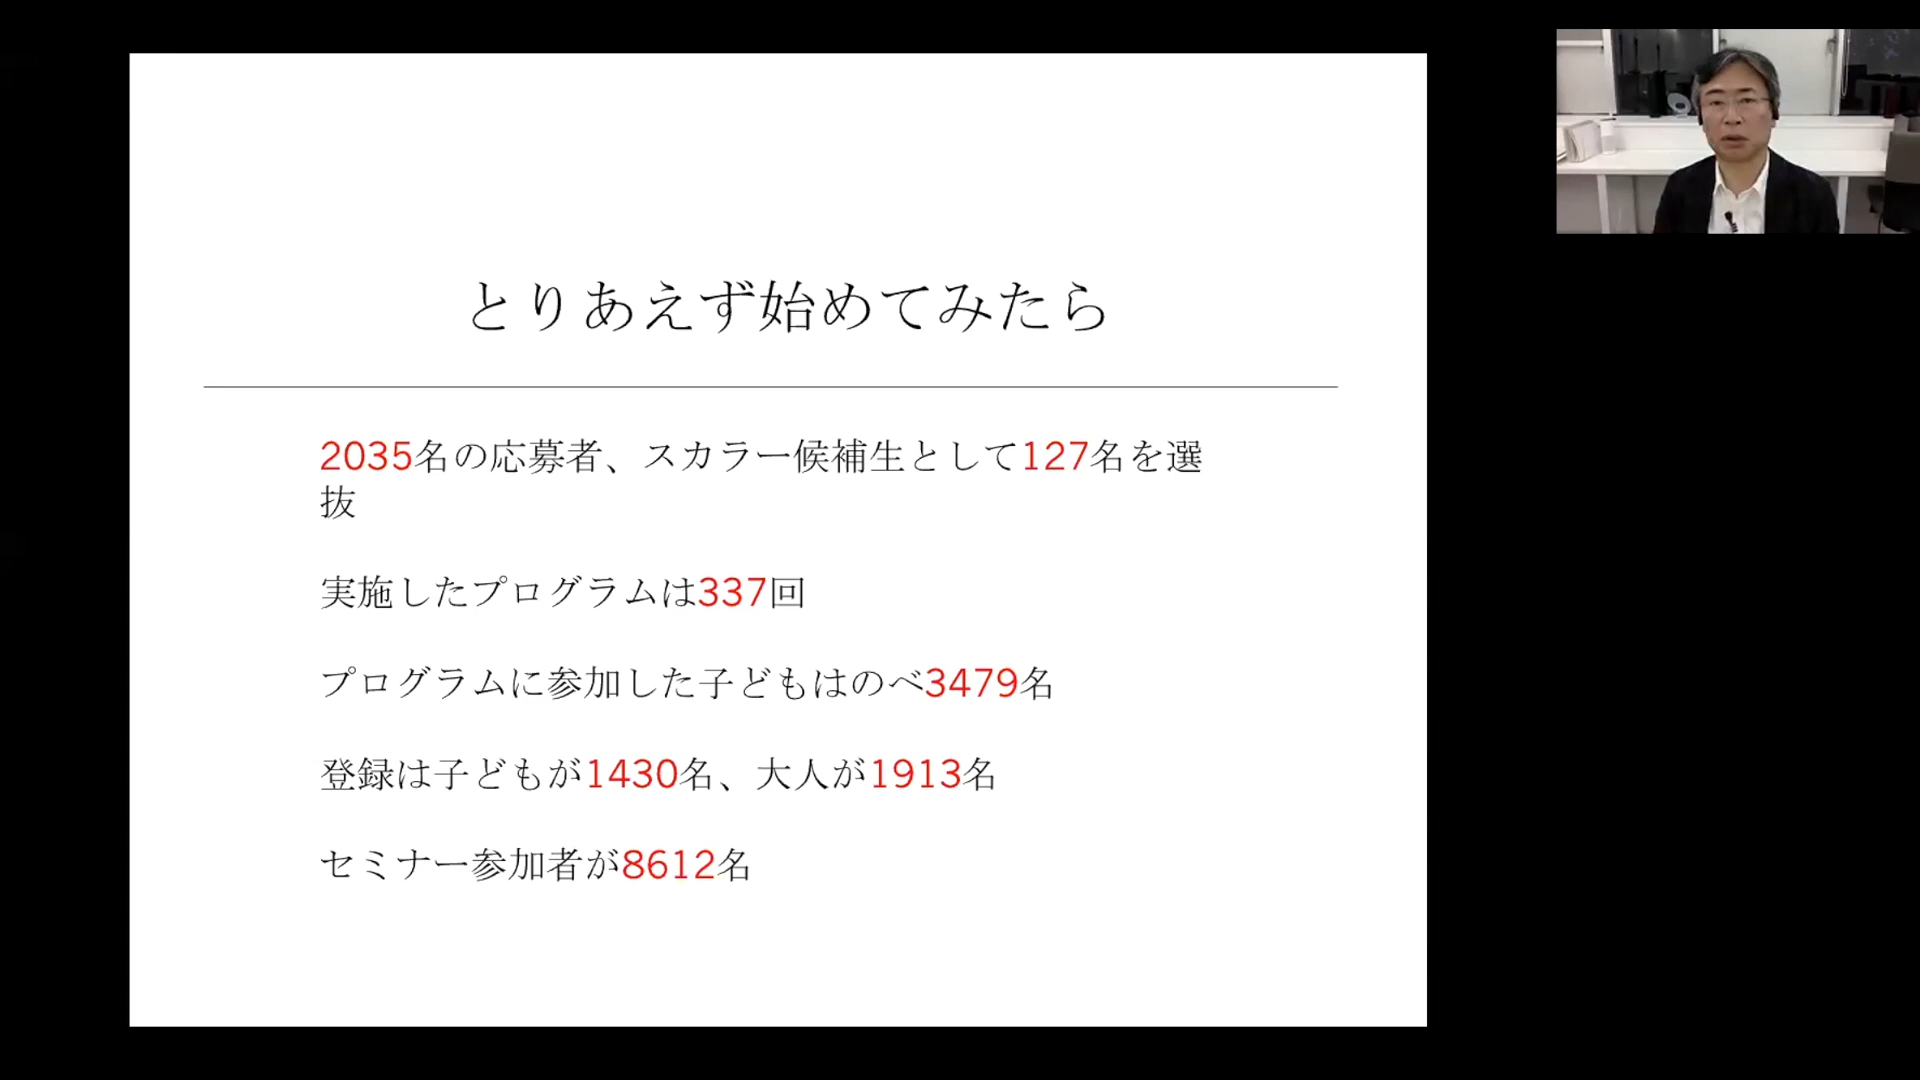 とりあえず始めてみたら
2035名の応募者、スカラー候補生として127名を選
抜
実施したプログラムは337回
プログラムに参加した子どもはのべ3479名
登録は子どもが1430名、大人が1913名
セミナー参加者が8612名